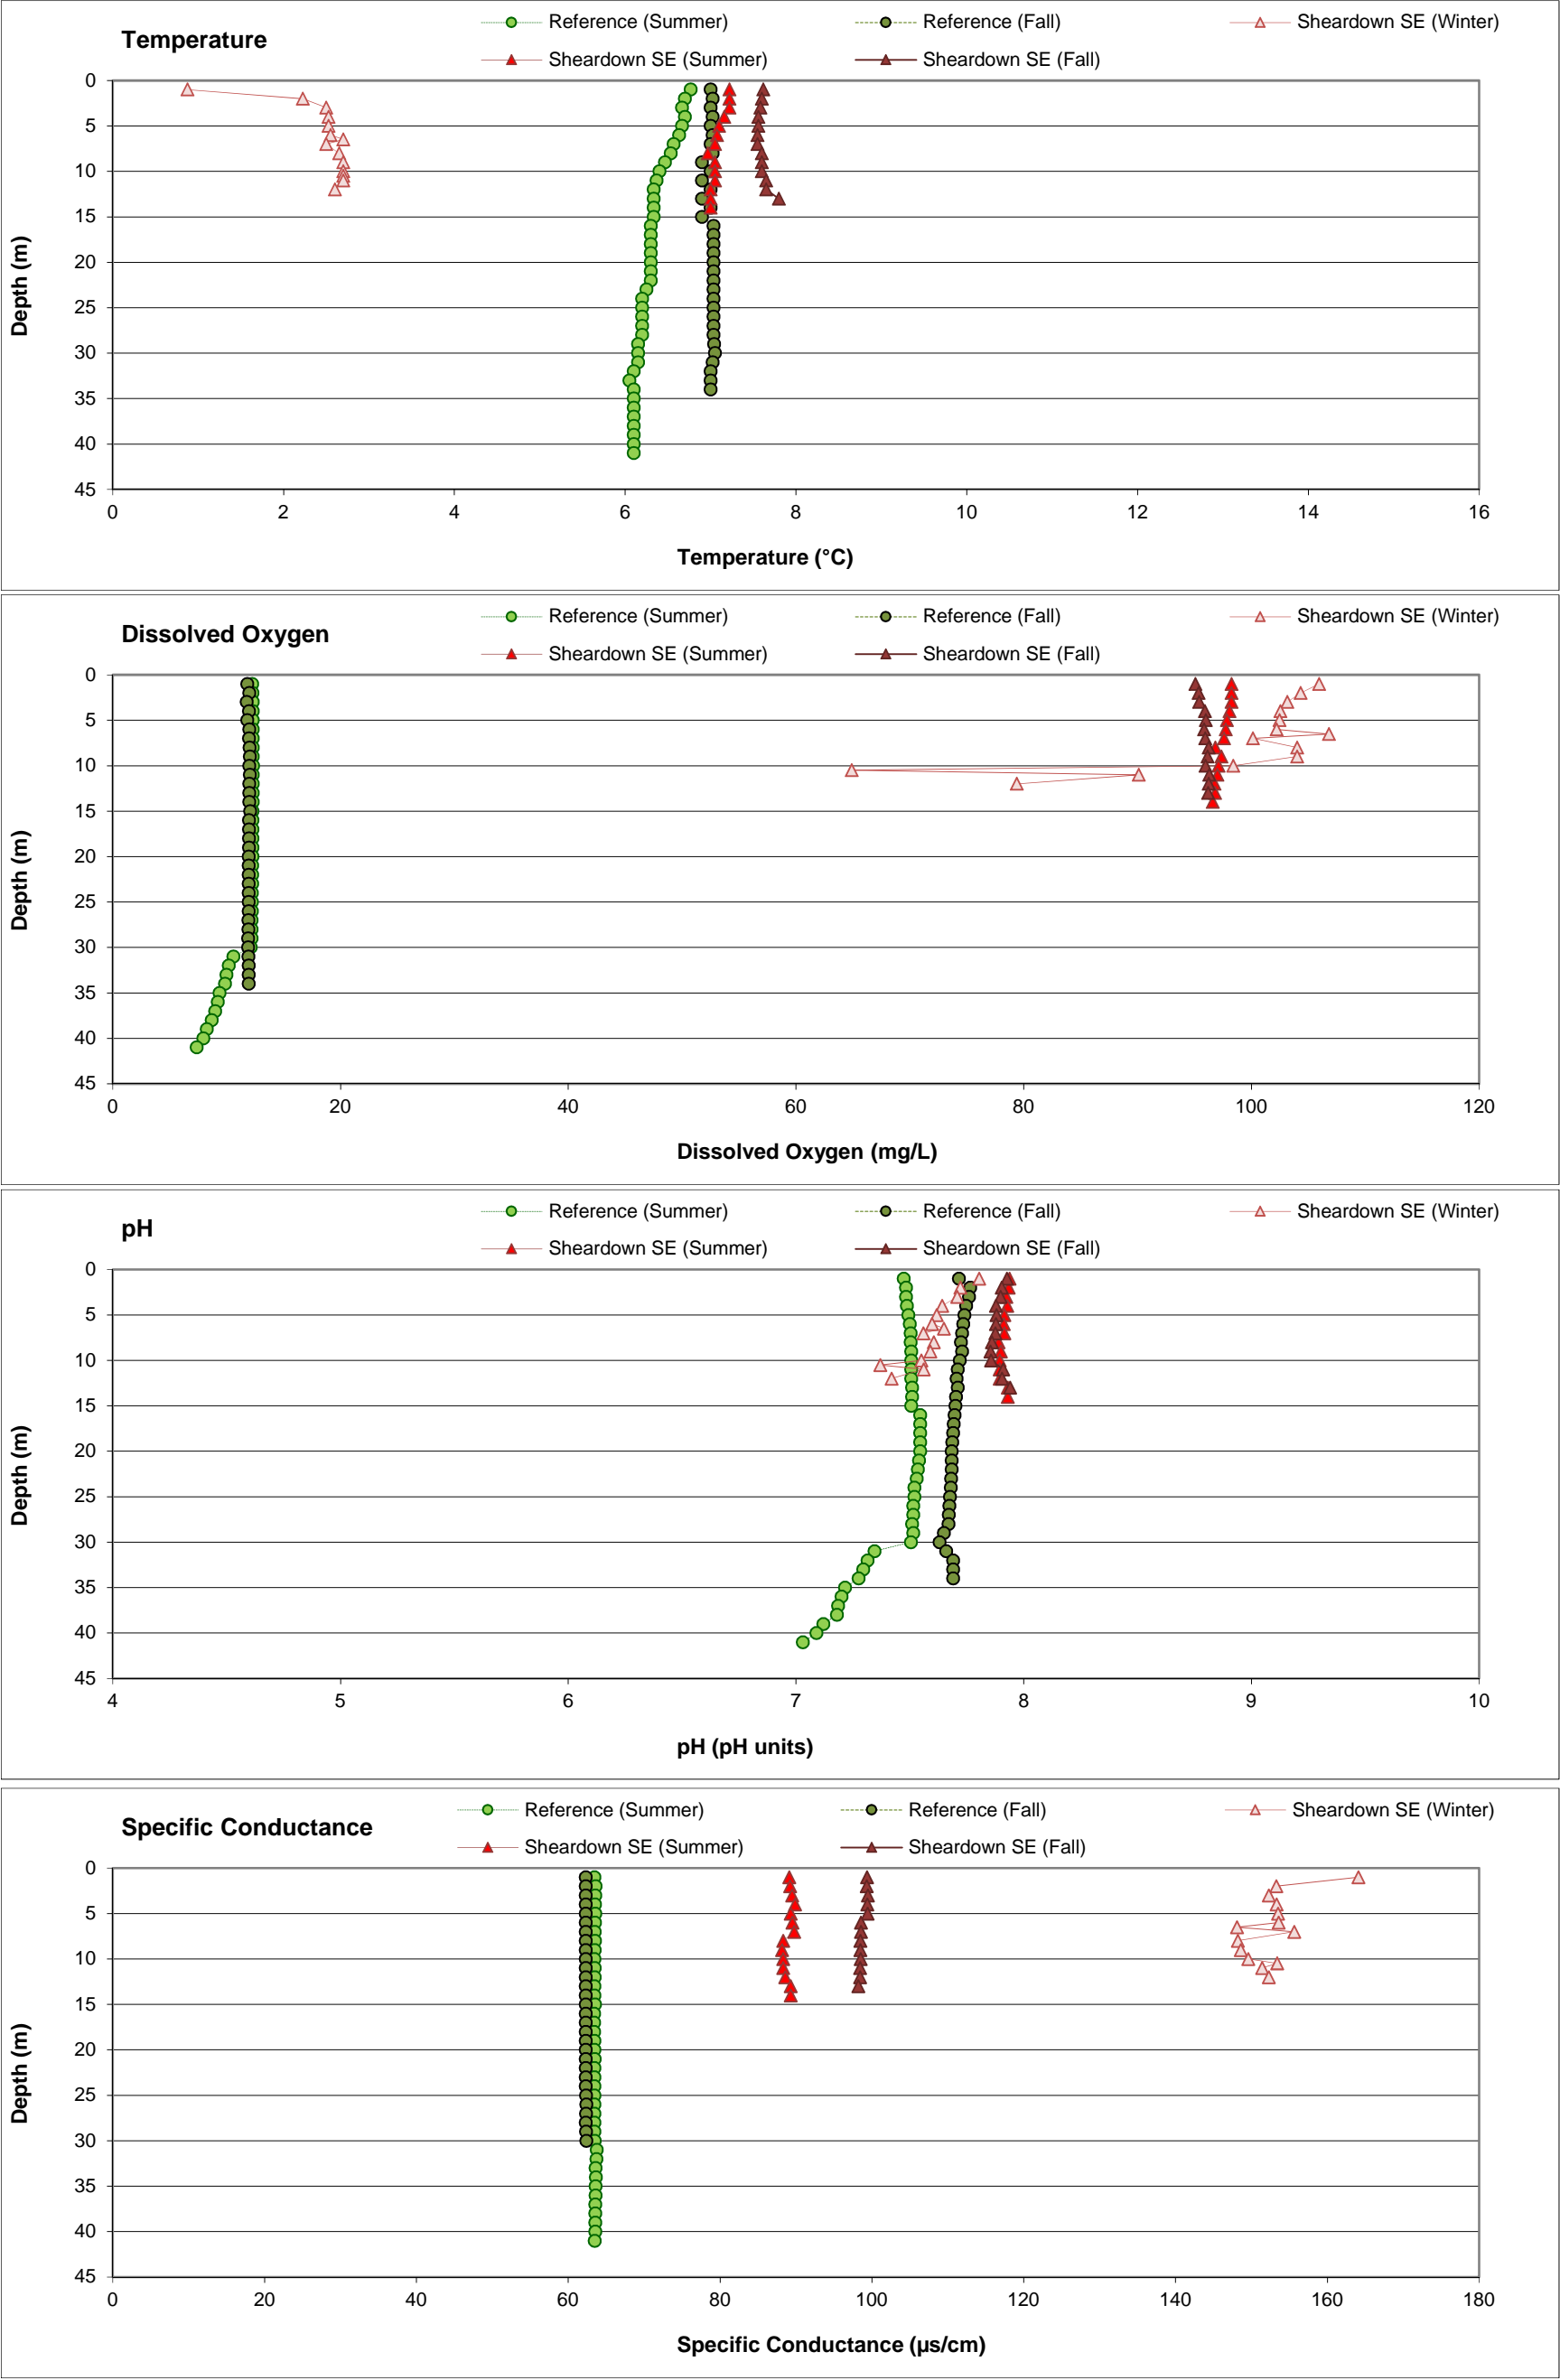 Temperature
Reference (Summer) Reference (Fall) Sheardown SE (Winter)
Sheardown SE (Summer) Sheardown SE (Fall)
0
5
10
15
20
25
30
35
40
45
Depth (m)
0 2 4 6 8 10 12 14 16
Temperature (°C)
Dissolved Oxygen
Reference (Summer) Reference (Fall) Sheardown SE (Winter)
Sheardown SE (Summer) Sheardown SE (Fall)
0
5
10
15
20
25
30
35
40
45
Depth (m)
0 20 40 60 80 100 120
Dissolved Oxygen (mg/L)
pH
Reference (Summer) Reference (Fall) Sheardown SE (Winter)
Sheardown SE (Summer) Sheardown SE (Fall)
0
5
10
15
20
25
30
35
40
45
Depth (m)
4 5 6 7 8 9 10
pH (pH units)
Specific Conductance
Reference (Summer) Reference (Fall) Sheardown SE (Winter)
Sheardown SE (Summer) Sheardown SE (Fall)
0
5
10
15
20
25
30
35
40
45
Depth (m)
0 20 40 60 80 100 120 140 160 180
Specific Conductance (µs/cm)